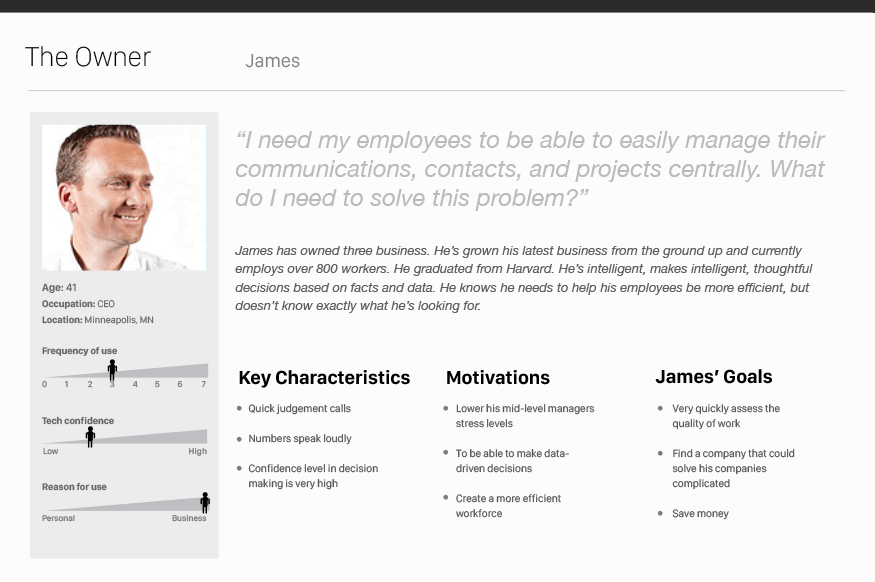 The Owner
James
“I need my employees to be able to easily manage their
communications, contacts, and projects centrally. What
do I need to solve this problem?”
James has owned three business. He’s grown his latest business from the ground up and currently
employs over 800 workers. He graduated from Harvard. He’s intelligent, makes intelligent, thoughtful
decisions based on facts and data. He knows he needs to help his employees be more efficient, but
doesn’t know exactly what he’s looking for.
Age: 41
Occupation: CEO
Location: Minneapolis, MN
Frequency of use
0 1 2 3 4 5 6 7
Tech confidence
Low High
Reason for use
Personal Business
Key Characteristics
• Quick judgement calls
• Numbers speak loudly
• Confidence level in decision
making is very high
Motivations
• Lower his mid-level managers
stress levels
• To be able to make data-
driven decisions
• Create a more efficient
workforce
James’ Goals
• Very quickly assess the
quality of work
• Find a company that could
solve his companies
complicated
• Save money